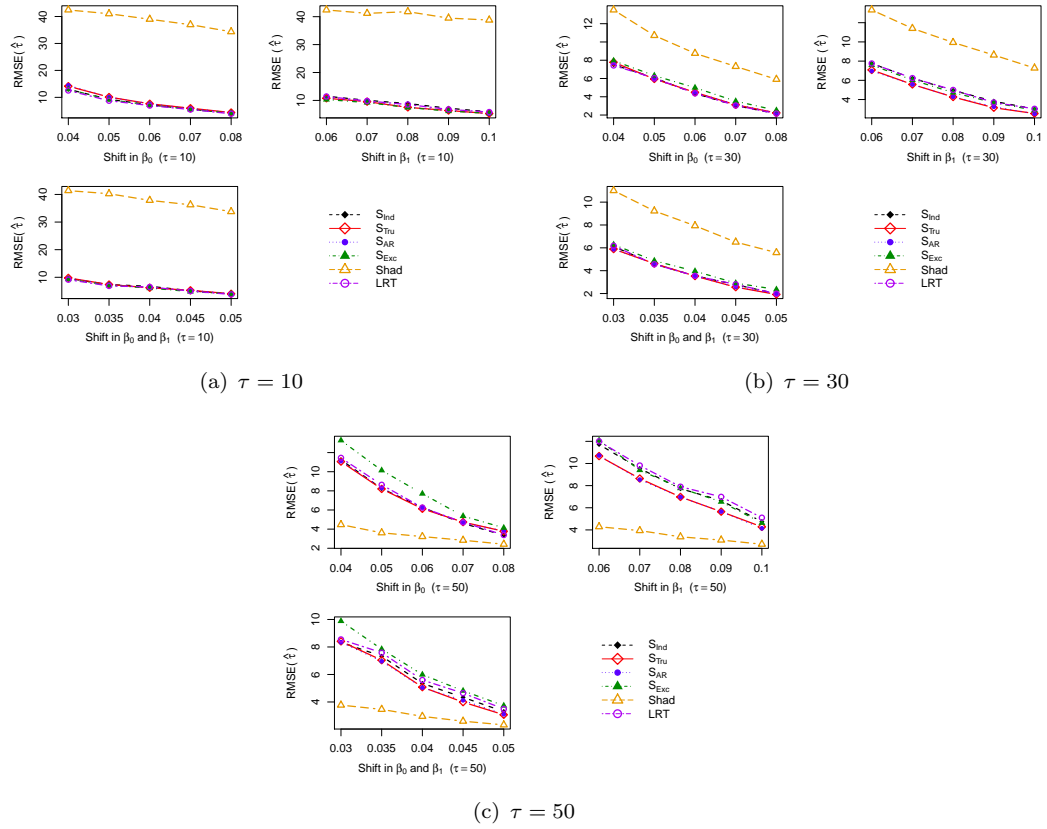 RMSE( τ̂ )
10 20 30 40
0.04 0.05 0.06 0.07 0.08
Shift in β0 (τ = 10)
RMSE ( τ̂ )
10 20 30 40
0.06 0.07 0.08 0.09 0.1
Shift in β1 (τ = 10)
RMSE( τ̂ )
10 20 30 40
0.03 0.035 0.04 0.045 0.05
Shift in β0 and β1 (τ = 10)
SInd
STru
SAR
SExc
Shad
LRT
(a) τ = 10
RMSE( τ̂ )
2 4 6 8 10 12
0.04 0.05 0.06 0.07 0.08
Shift in β0 (τ = 30)
RMSE ( τ̂ )
4 6 8 10
0.06 0.07 0.08 0.09 0.1
Shift in β1 (τ = 30)
RMSE( τ̂ )
2 4 6 8 10
0.03 0.035 0.04 0.045 0.05
Shift in β0 and β1 (τ = 30)
SInd
STru
SAR
SExc
Shad
LRT
(b) τ = 30
RMSE( τ̂ )
2 4 6 8 10
0.04 0.05 0.06 0.07 0.08
Shift in β0 (τ = 50)
RMSE ( τ̂ )
4 6 8 10 12
0.06 0.07 0.08 0.09 0.1
Shift in β1 (τ = 50)
RMSE( τ̂ )
4 6 8 10
0.03 0.035 0.04 0.045 0.05
Shift in β0 and β1 (τ = 50)
SInd
STru
SAR
SExc
Shad
LRT
(c) τ = 50